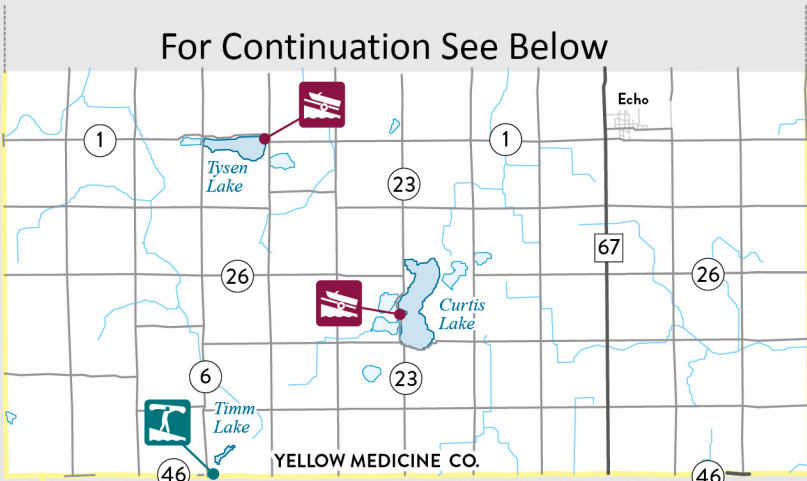 For Continuation See Below
Echo
1
1
Tysen
Lake
23
67
26
26
Curtis
Lake
6
23
Timm
Lake
YELLOW MEDICINE CO.
46
46